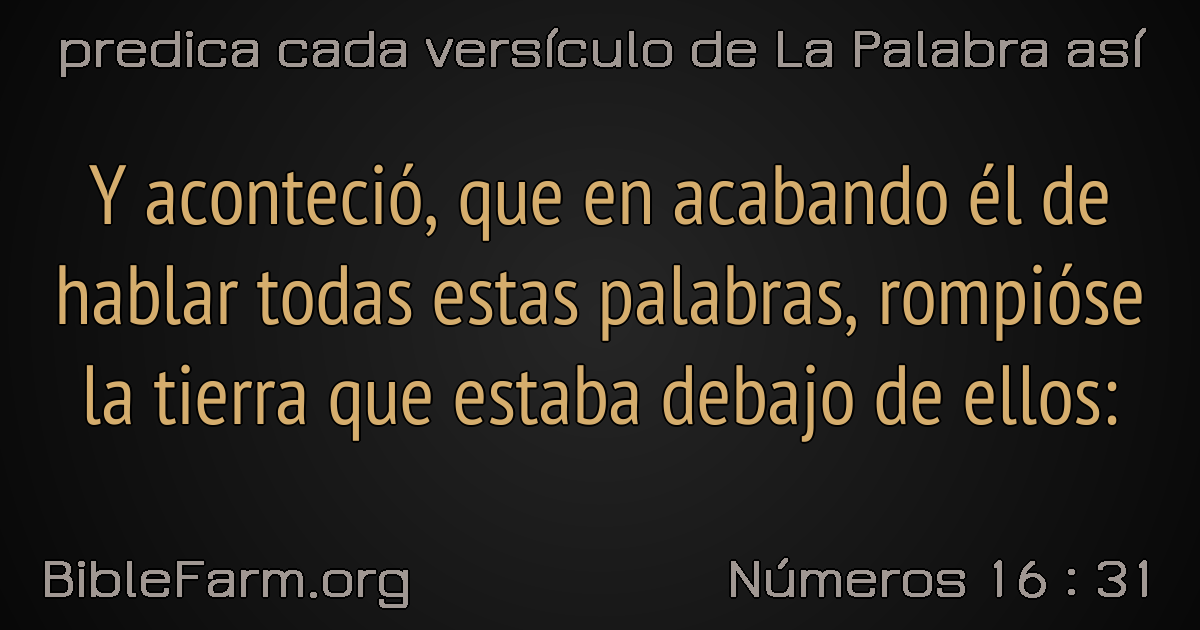 predica cada versículo de La Palabra así
Y aconteció, que en acabando él de
hablar todas estas palabras, rompióse
la tierra que estaba debajo de ellos:
BibleFarm.org
Números 16 : 31